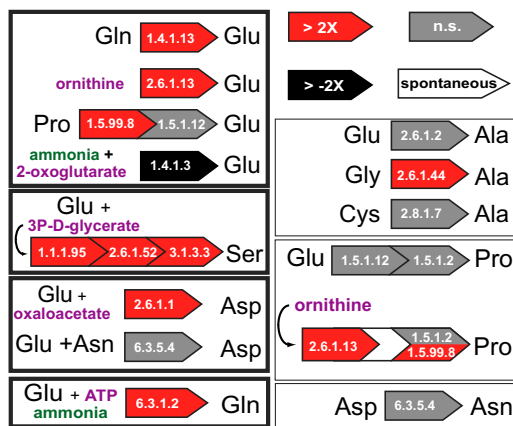 Gln 1.4.1.13 Glu
ornithine 2.6.1.13 Glu
Pro 1.5.99.8 1.5.1.12 Glu
ammonia +
2-oxoglutarate 1.4.1.3 Glu
Glu +
3P-D-glycerate
1.1.1.95 2.6.1.52 3.1.3.3 Ser
Glu +
oxaloacetate 2.6.1.1 Asp
Glu +Asn 6.3.5.4 Asp
Glu + ATP
ammonia 6.3.1.2 Gln
> 2X n.s.
> -2X spontaneous
Glu 2.6.1.2 Ala
Gly 2.6.1.44 Ala
Cys 2.8.1.7 Ala
Glu 1.5.1.12 1.5.1.2 Pro
ornithine
2.6.1.13 1.5.1.2 Pro
1.5.99.8
Asp 6.3.5.4 Asn